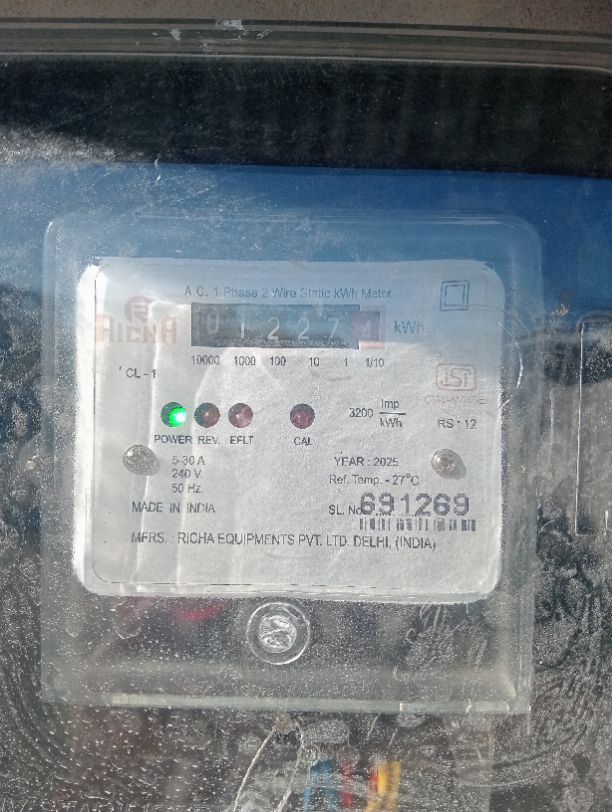 A.C. 1 Phase 2 Wire Static kWh Meter.
RICHA
012274 kWh
10000 1000 100 10 1 1/10
CL-1
3200 Imp/kWh
RS: 12
POWER REV. EFLT CAL
5-30 A
240 V.
50 Hz.
YEAR: 2025
Ref. Temp. - 27°C
MADE IN INDIA
SL. No. 691269
MFRS. : RICHA EQUIPMENTS PVT. LTD. DELHI, (INDIA)